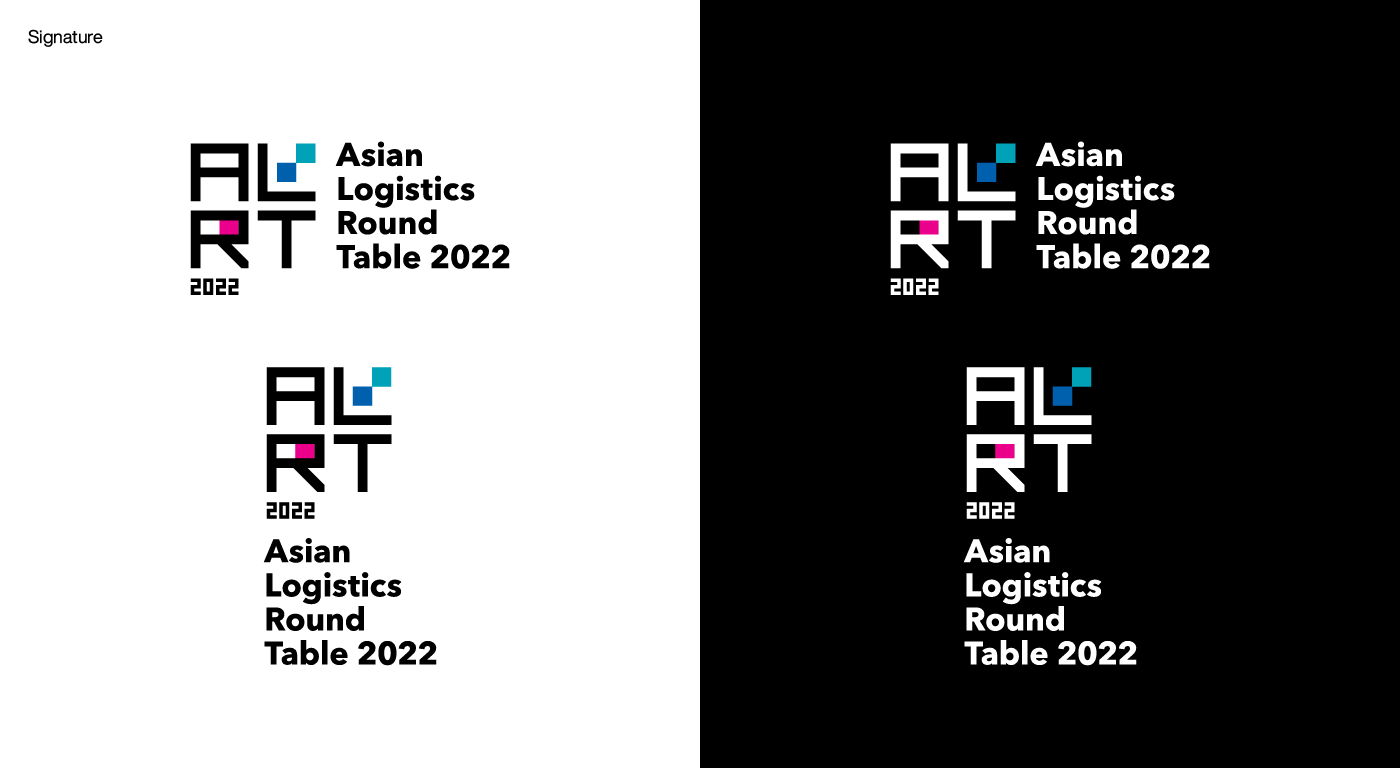 Signature
AL
RT
2022
Asian
Logistics
Round
Table 2022
AL
RT
2022
Asian
Logistics
Round
Table 2022
AL
RT
2022
Asian
Logistics
Round
Table 2022
AL
RT
2022
Asian
Logistics
Round
Table 2022